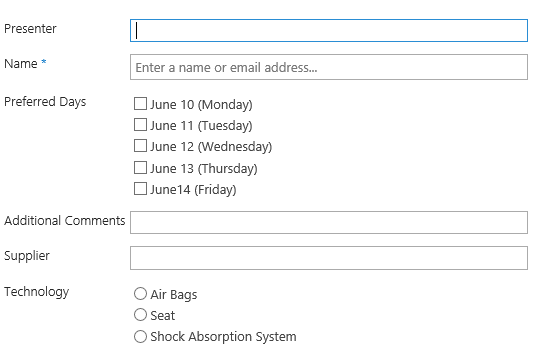 Presenter
Name * Enter a name or email address...
Preferred Days
June 10 (Monday)
June 11 (Tuesday)
June 12 (Wednesday)
June 13 (Thursday)
June14 (Friday)
Additional Comments
Supplier
Technology
Air Bags
Seat
Shock Absorption System